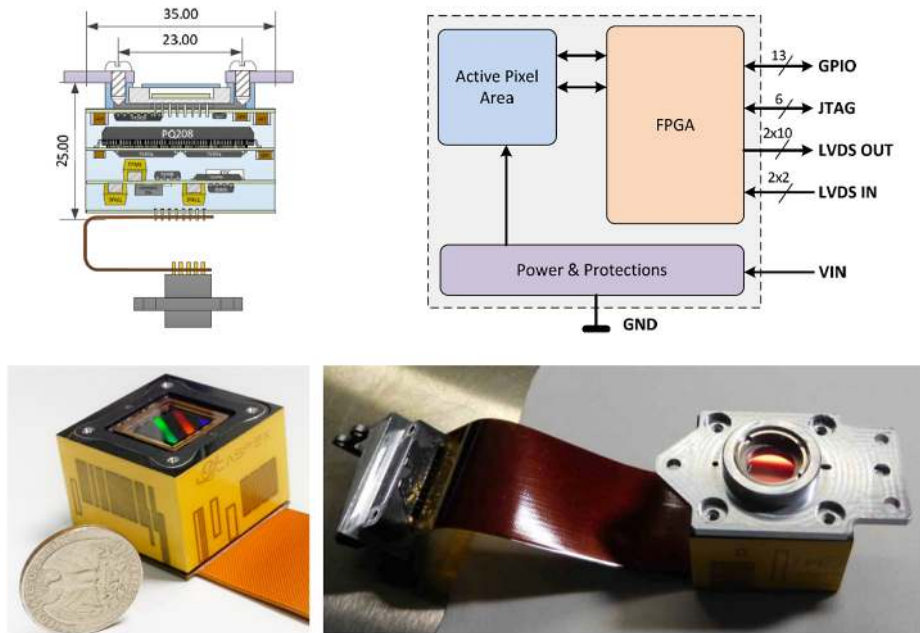 35.00
23.00
25.00
PQ208
Active Pixel
Area
FPGA
13
GPIO
6
JTAG
2x10
LVDS OUT
2x2
LVDS IN
Power & Protections
VIN
GND